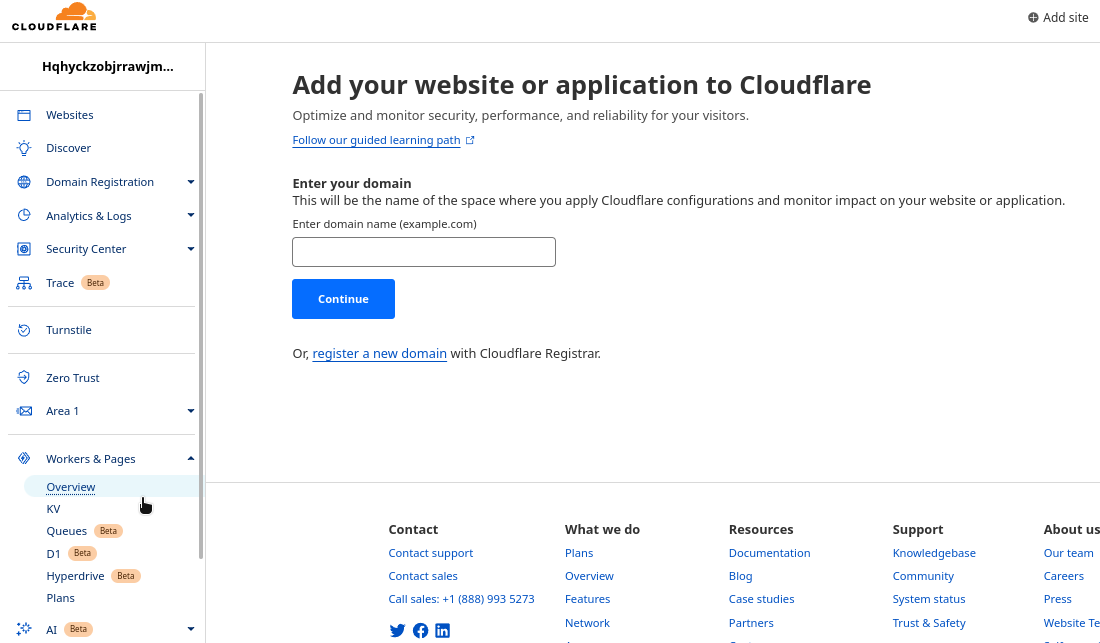 CLOUDFLARE
Add site
Hqhyckzobjrrawjm...
Websites
Discover
Domain Registration
Analytics & Logs
Security Center
Trace Beta
Turnstile
Zero Trust
Area 1
Workers & Pages
Overview
KV
Queues Beta
D1 Beta
Hyperdrive Beta
Plans
AI Beta
Add your website or application to Cloudflare
Optimize and monitor security, performance, and reliability for your visitors.
Follow our guided learning path
Enter your domain
This will be the name of the space where you apply Cloudflare configurations and monitor impact on your website or application.
Enter domain name (example.com)
Continue
Or, register a new domain with Cloudflare Registrar.
Contact
Contact support
Contact sales
Call sales: +1 (888) 993 5273
What we do
Plans
Overview
Features
Network
Resources
Documentation
Blog
Case studies
Partners
Support
Knowledgebase
Community
System status
Trust & Safety
About us
Our team
Careers
Press
Website Te